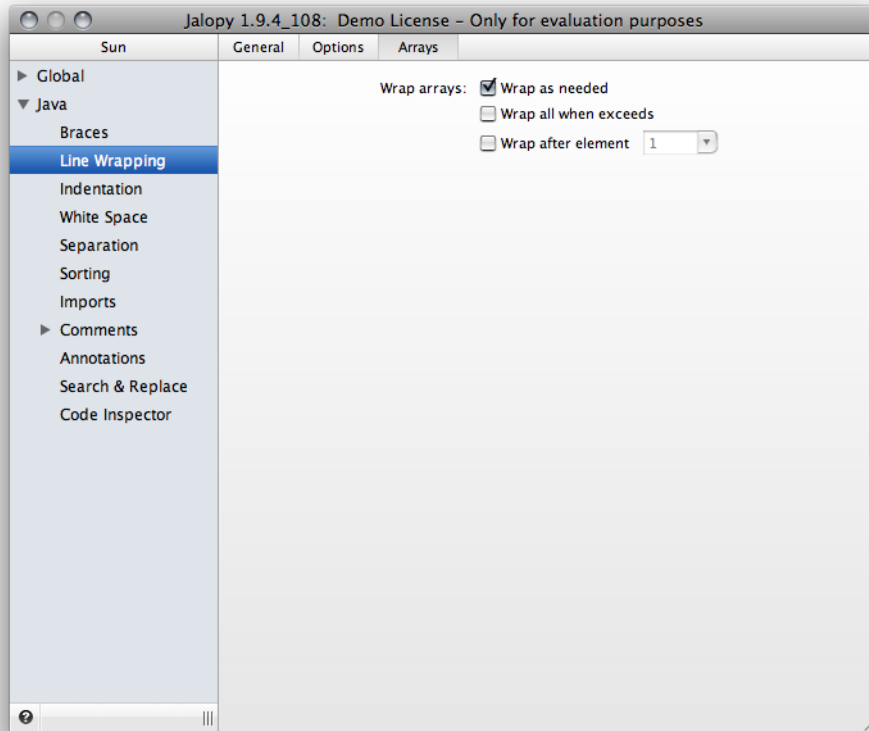 Jalopy 1.9.4_108: Demo License – Only for evaluation purposes
Sun
General Options Arrays
Global
Java
Braces
Line Wrapping
Indentation
White Space
Separation
Sorting
Imports
Comments
Annotations
Search & Replace
Code Inspector
Wrap arrays: Wrap as needed
Wrap all when exceeds
Wrap after element 1
?